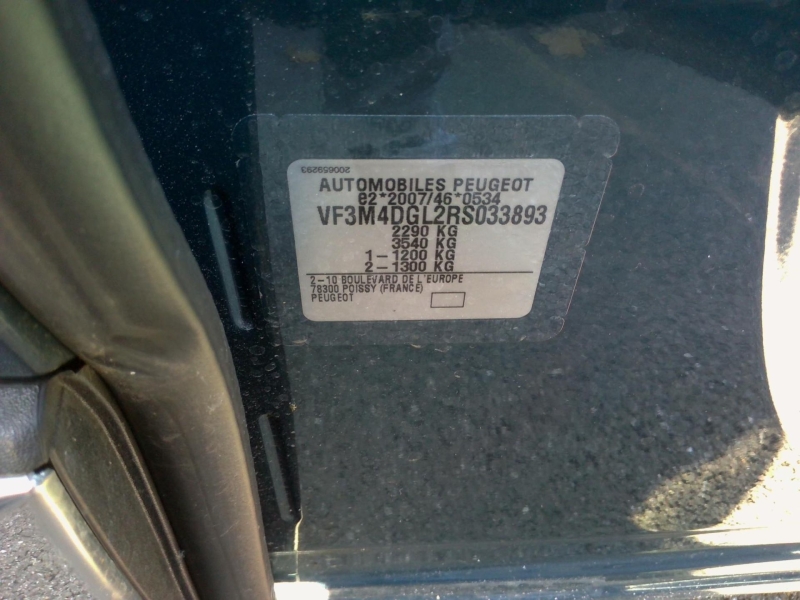 200659293
AUTOMOBILES PEUGEOT
e2*2007/46*0534
VF3M4DGL2RS033893
2290 KG
3540 KG
1-1200 KG
2-1300 KG
2-10 BOULEVARD DE L'EUROPE
78300 POISSY (FRANCE)
PEUGEOT